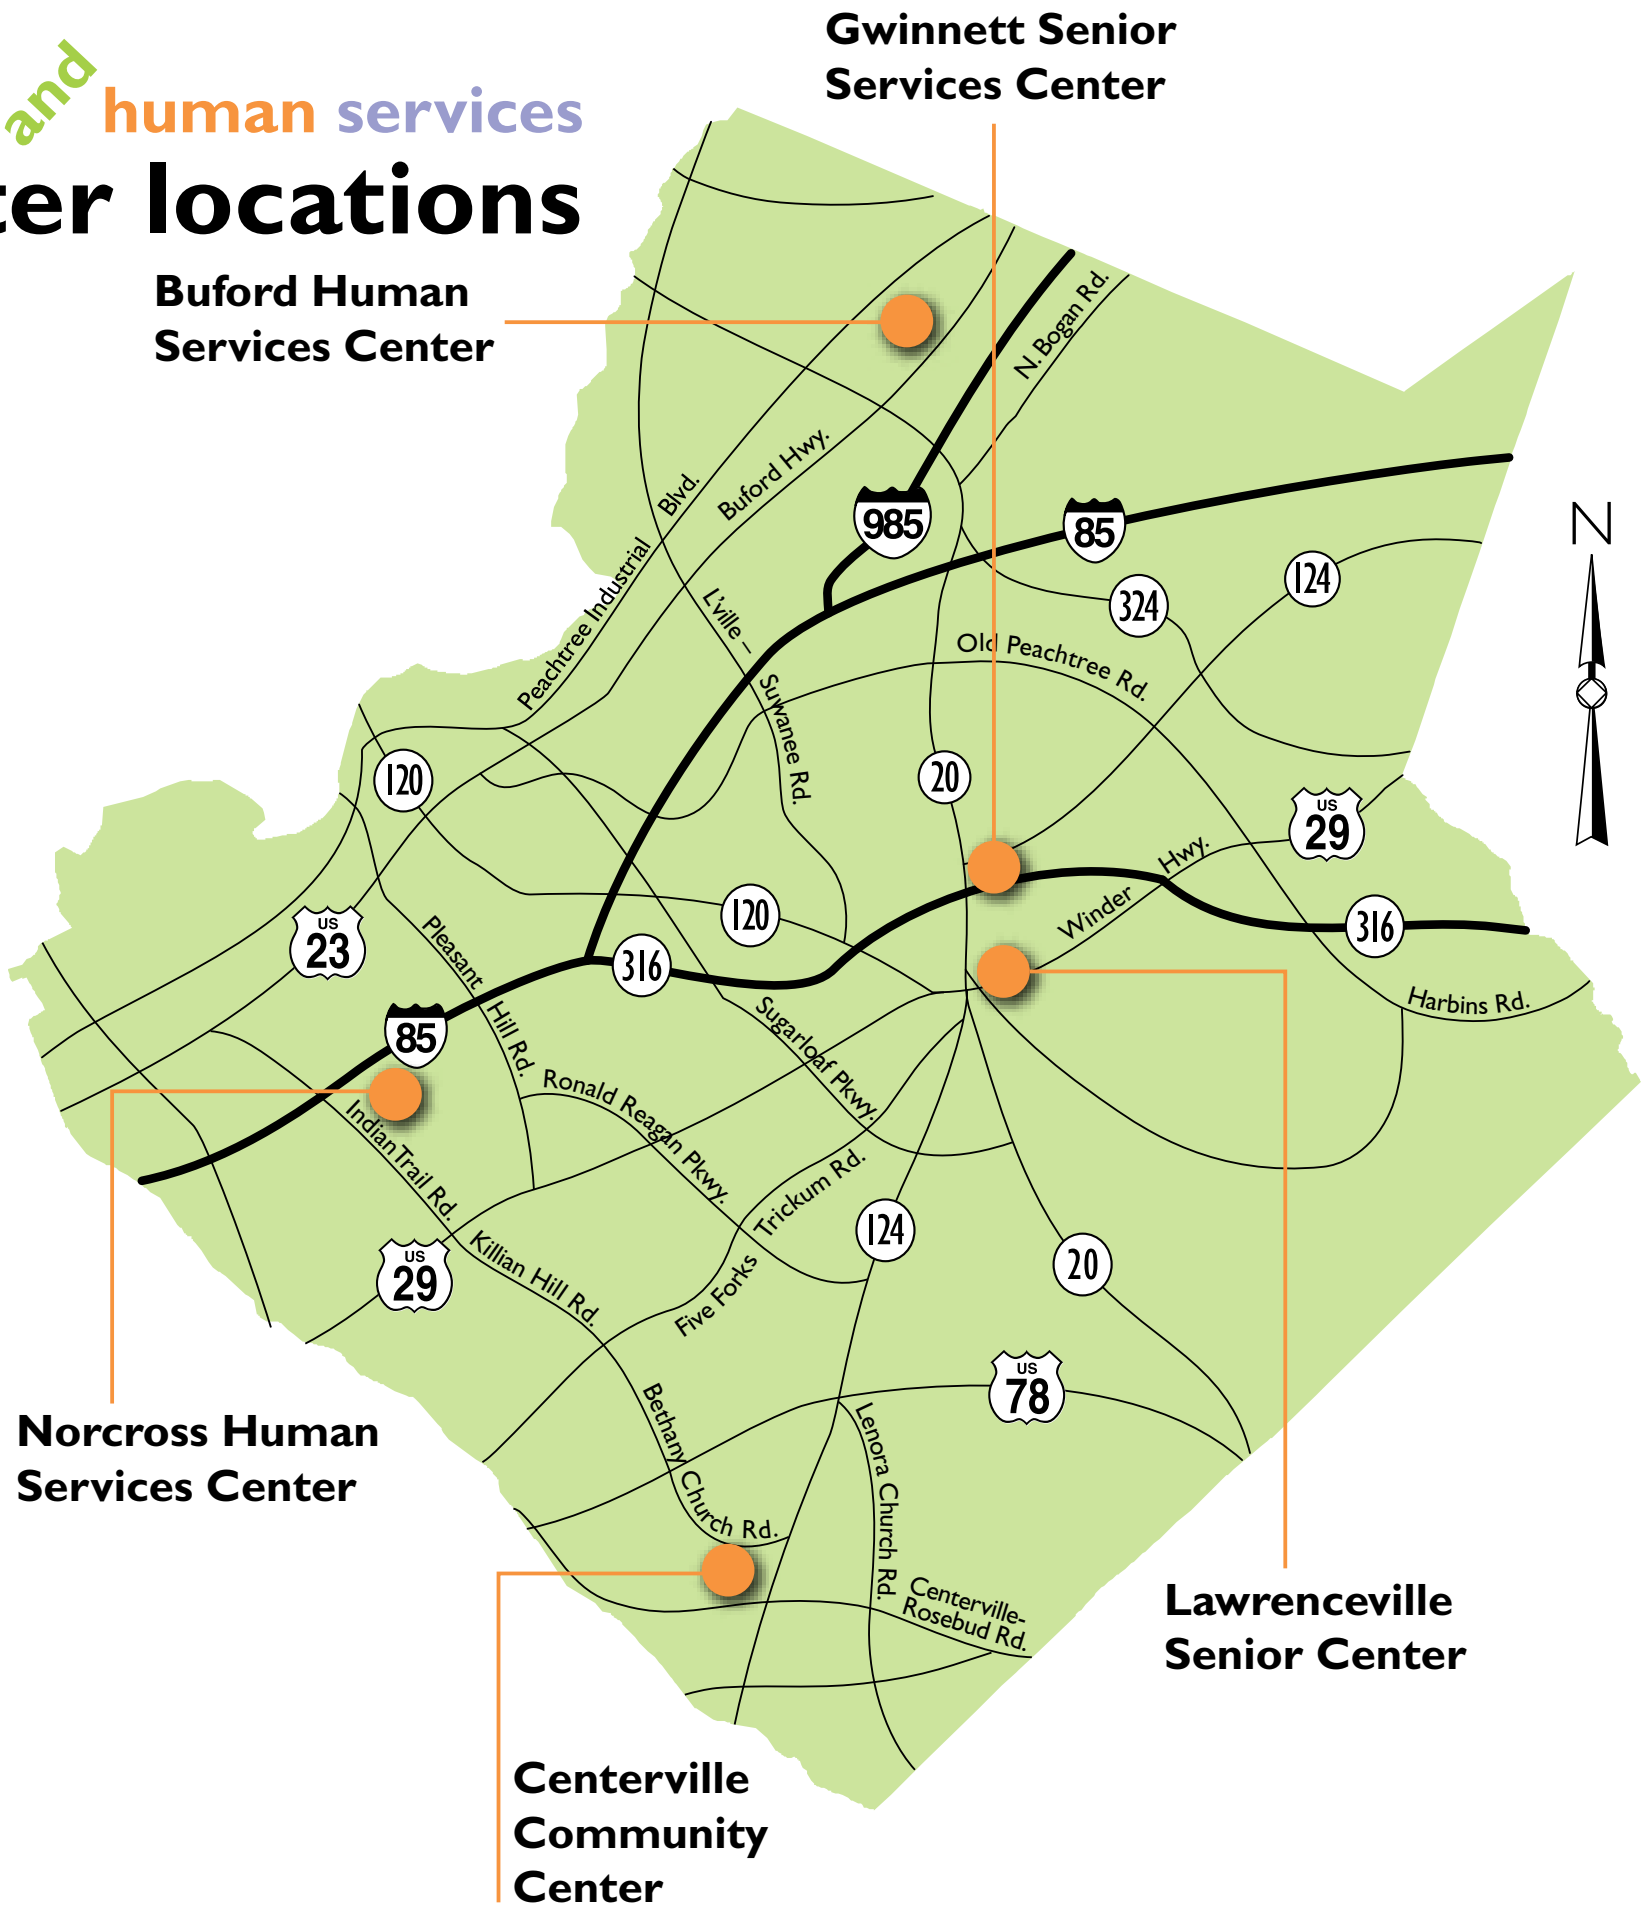 and
human services
ter locations
Gwinnett Senior
Services Center
Buford Human
Services Center
N. Bogan Rd.
Buford Hwy.
Peachtree Industrial Blvd.
985
85
N
124
324
L'ville – Suwanee Rd.
Old Peachtree Rd.
120
20
US
29
Winder Hwy.
120
316
US
23
Pleasant Hill Rd.
316
85
Sugarloaf Pkwy.
Harbins Rd.
Ronald Reagan Pkwy.
Indian Trail Rd.
Five Forks Trickum Rd.
124
20
US
29
Killian Hill Rd.
US
78
Bethany Church Rd.
Lenora Church Rd.
Centerville-
Rosebud Rd.
Norcross Human
Services Center
Lawrenceville
Senior Center
Centerville
Community
Center